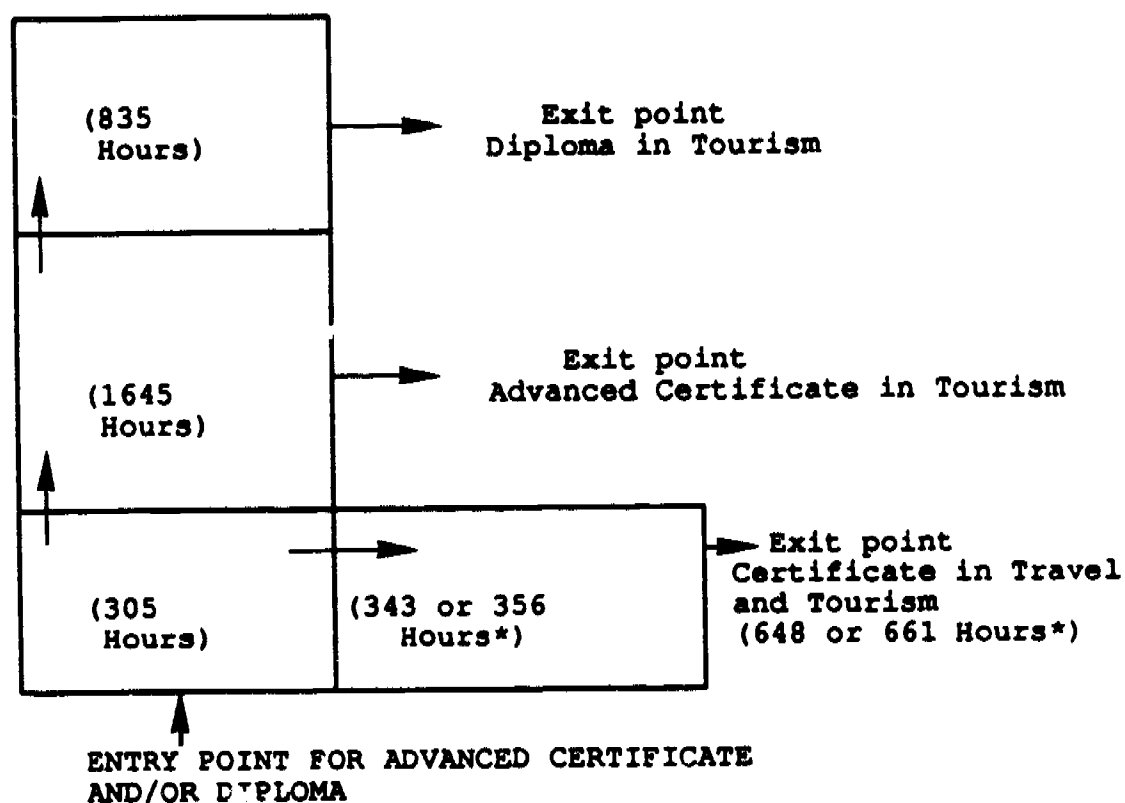 (835
Hours)
Exit point
Diploma in Tourism
(1645
Hours)
Exit point
Advanced Certificate in Tourism
(305
Hours)
(343 or 356
Hours*)
Exit point
Certificate in Travel
and Tourism
(648 or 661 Hours*)
ENTRY POINT FOR ADVANCED CERTIFICATE
AND/OR DIPLOMA